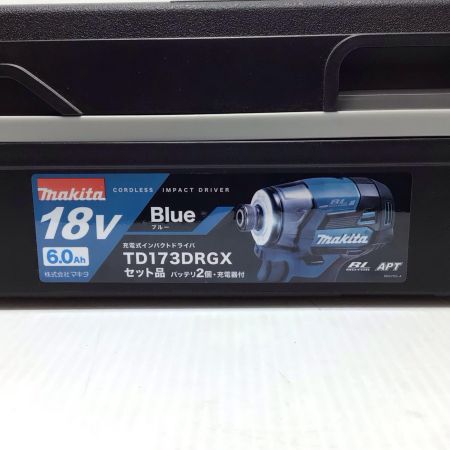 makita
CORDLESS IMPACT DRIVER
18V
6.0Ah
株式会社マキタ
Blue
ブルー
充電式インパクトドライバ
TD173DRGX
セット品 バッテリ2個・充電器付
BL
makita
BL
MOTOR
APT